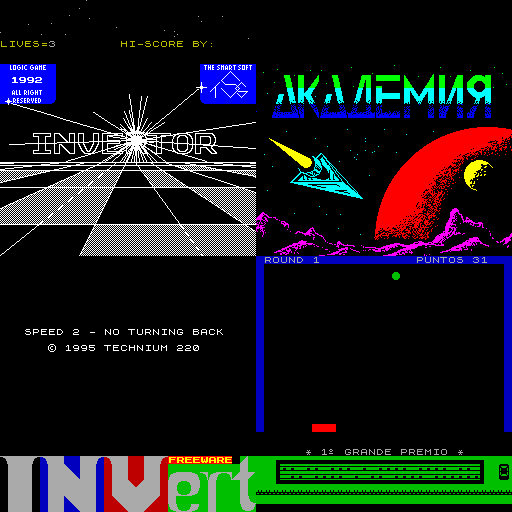 LIVES=3
HI-SCORE BY:
LOGIC GAME
1992
ALL RIGHT
RESERVED
THE SMART SOFT
INVERTOR
АКАДЕМИЯ
ROUND 1
PUNTOS 31
SPEED 2 - NO TURNING BACK
© 1995 TECHNIUM 220
* 1º GRANDE PREMIO *
FREEWARE
INVert